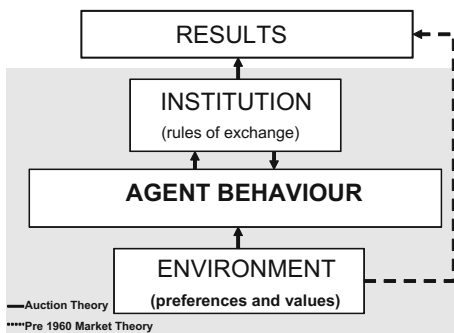 RESULTS
INSTITUTION
(rules of exchange)
AGENT BEHAVIOUR
ENVIRONMENT
(preferences and values)
Auction Theory
Pre 1960 Market Theory